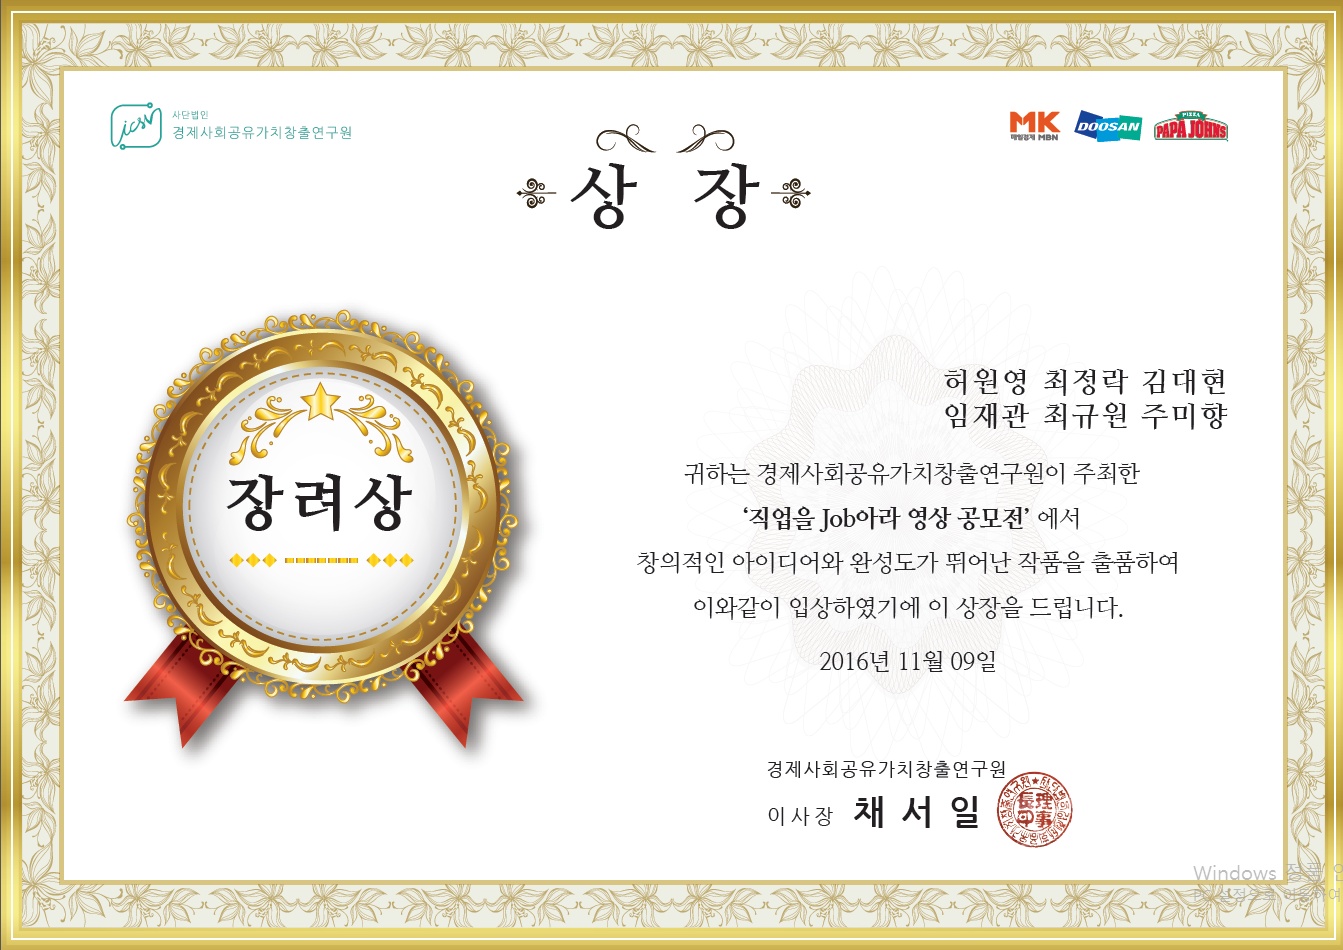 icsv
사단법인
경제사회공유가치창출연구원
MK
매일경제 MBN
DOOSAN
PIZZA
PAPA JOHNS
상 장
장려상
허원영 최정락 김대현
임재관 최규원 주미향
귀하는 경제사회공유가치창출연구원이 주최한
‘직업을 Job아라 영상 공모전’ 에서
창의적인 아이디어와 완성도가 뛰어난 작품을 출품하여
이와같이 입상하였기에 이 상장을 드립니다.
2016년 11월 09일
경제사회공유가치창출연구원
이사장 채서일
Windows 정품